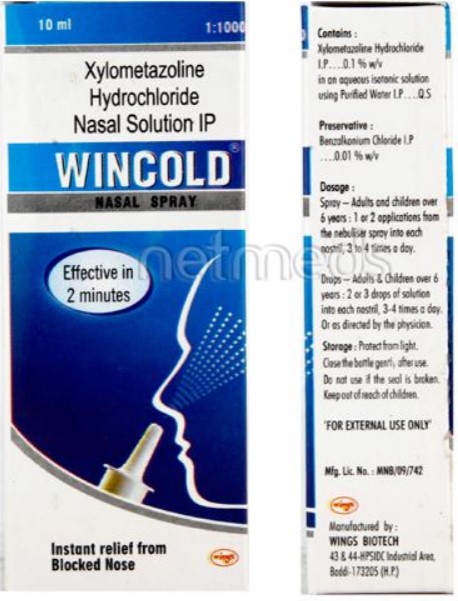 10 ml 1:1000
Xylometazoline
Hydrochloride
Nasal Solution IP
WINCOLD®
NASAL SPRAY
Effective in
2 minutes
Instant relief from
Blocked Nose
wings
netmeds
Contains :
Xylometazoline Hydrochloride
I.P....0.1 % w/v
in an aqueous isotonic solution
using Purified Water I.P....Q.S
Preservative :
Benzalkonium Chloride I.P
....0.01 % w/v
Dosage :
Spray – Adults and children over
6 years : 1 or 2 applications from
the nebuliser spray into each
nostril, 3 to 4 times a day.
Drops – Adults & Children over 6
years : 2 or 3 drops of solution
into each nostril, 3-4 times a day.
Or as directed by the physician.
Storage : Protect from light.
Close the bottle gently, after use.
Do not use if the seal is broken.
Keep out of reach of children.
'FOR EXTERNAL USE ONLY'
Mfg. Lic. No. : MNB/09/742
wings
Manufactured by :
WINGS BIOTECH
43 & 44-HPSIDC Industrial Area,
Baddi-173205 (H.P.)